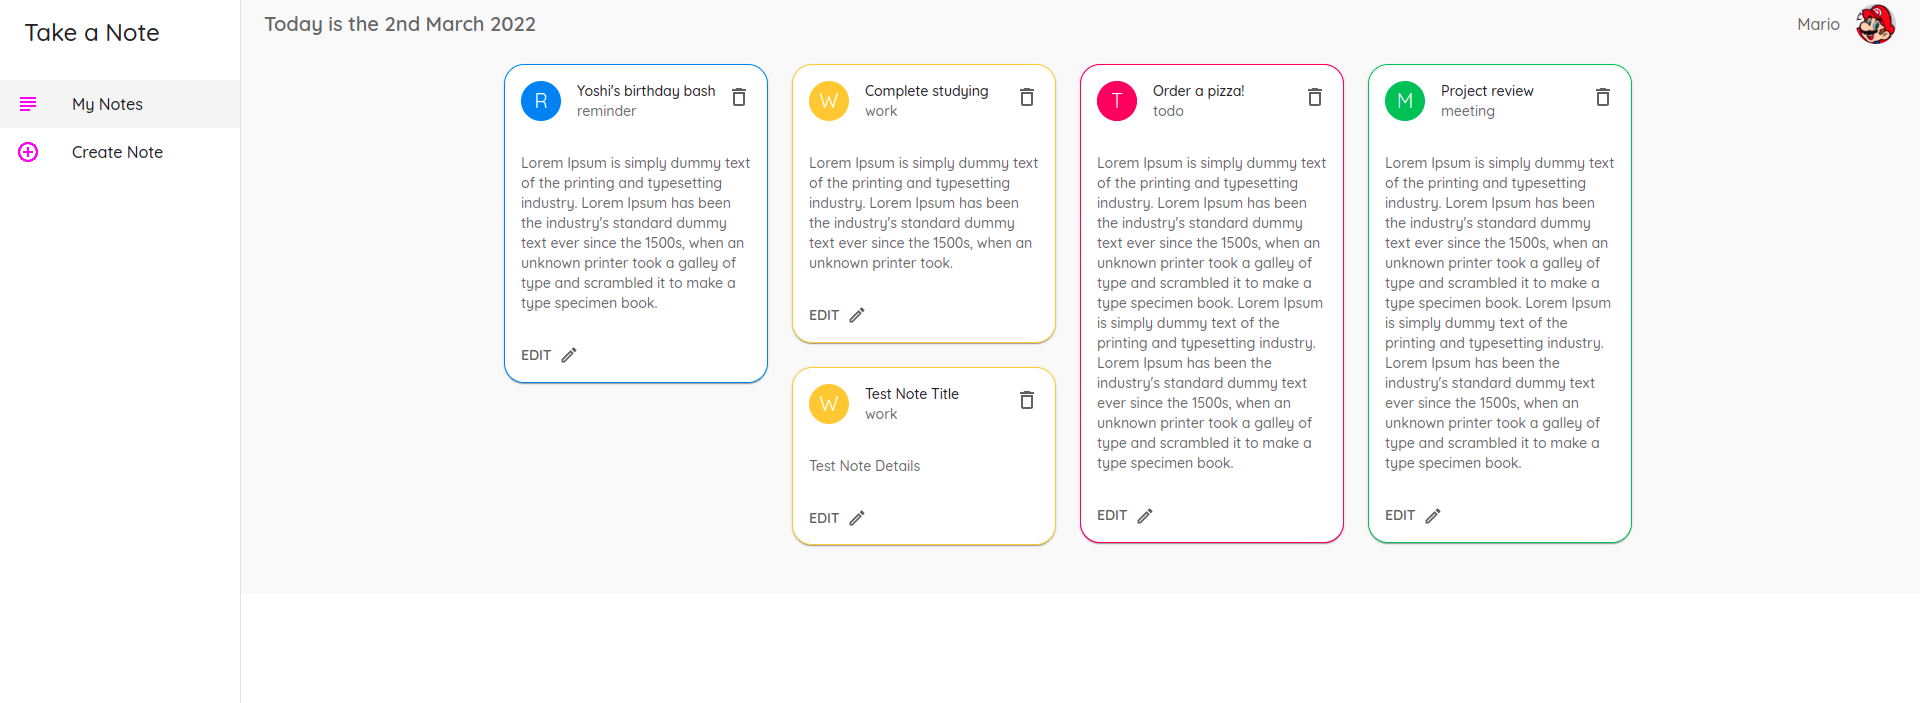 Take a Note
My Notes
Create Note
Today is the 2nd March 2022
Mario
R
Yoshi's birthday bash
reminder
Lorem Ipsum is simply dummy text
of the printing and typesetting
industry. Lorem Ipsum has been
the industry's standard dummy
text ever since the 1500s, when an
unknown printer took a galley of
type and scrambled it to make a
type specimen book.
EDIT
W
Complete studying
work
Lorem Ipsum is simply dummy text
of the printing and typesetting
industry. Lorem Ipsum has been
the industry's standard dummy
text ever since the 1500s, when an
unknown printer took.
EDIT
W
Test Note Title
work
Test Note Details
EDIT
T
Order a pizza!
todo
Lorem Ipsum is simply dummy text
of the printing and typesetting
industry. Lorem Ipsum has been
the industry's standard dummy
text ever since the 1500s, when an
unknown printer took a galley of
type and scrambled it to make a
type specimen book. Lorem Ipsum
is simply dummy text of the
printing and typesetting industry.
Lorem Ipsum has been the
industry's standard dummy text
ever since the 1500s, when an
unknown printer took a galley of
type and scrambled it to make a
type specimen book.
EDIT
M
Project review
meeting
Lorem Ipsum is simply dummy text
of the printing and typesetting
industry. Lorem Ipsum has been
the industry's standard dummy
text ever since the 1500s, when an
unknown printer took a galley of
type and scrambled it to make a
type specimen book. Lorem Ipsum
is simply dummy text of the
printing and typesetting industry.
Lorem Ipsum has been the
industry's standard dummy text
ever since the 1500s, when an
unknown printer took a galley of
type and scrambled it to make a
type specimen book.
EDIT